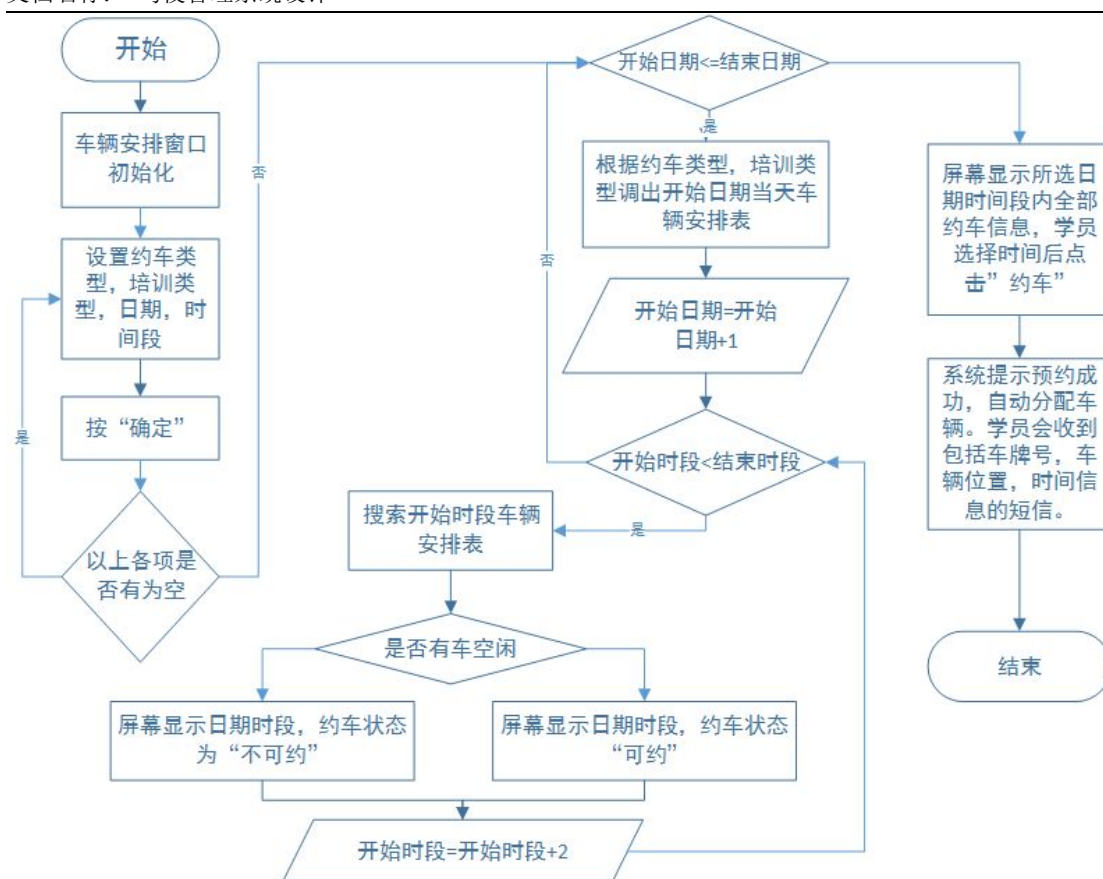 开始
车辆安排窗口
初始化
设置约车类
型，培训类
型，日期，时
间段
按“确定”
以上各项是
否有为空
是
否
开始日期<=结束日期
是
根据约车类型，培训类
型调出开始日期当天车
辆安排表
开始日期=开始
日期+1
否
开始时段<结束时段
是
搜索开始时段车辆
安排表
是否有车空闲
屏幕显示日期时段，约车状态
为“不可约”
屏幕显示日期时段，约车状态
“可约”
开始时段=开始时段+2
屏幕显示所选日
期时间段内全部
约车信息，学员
选择时间后点
击”约车”
系统提示预约成
功，自动分配车
辆。学员会收到
包括车牌号，车
辆位置，时间信
息的短信。
结束